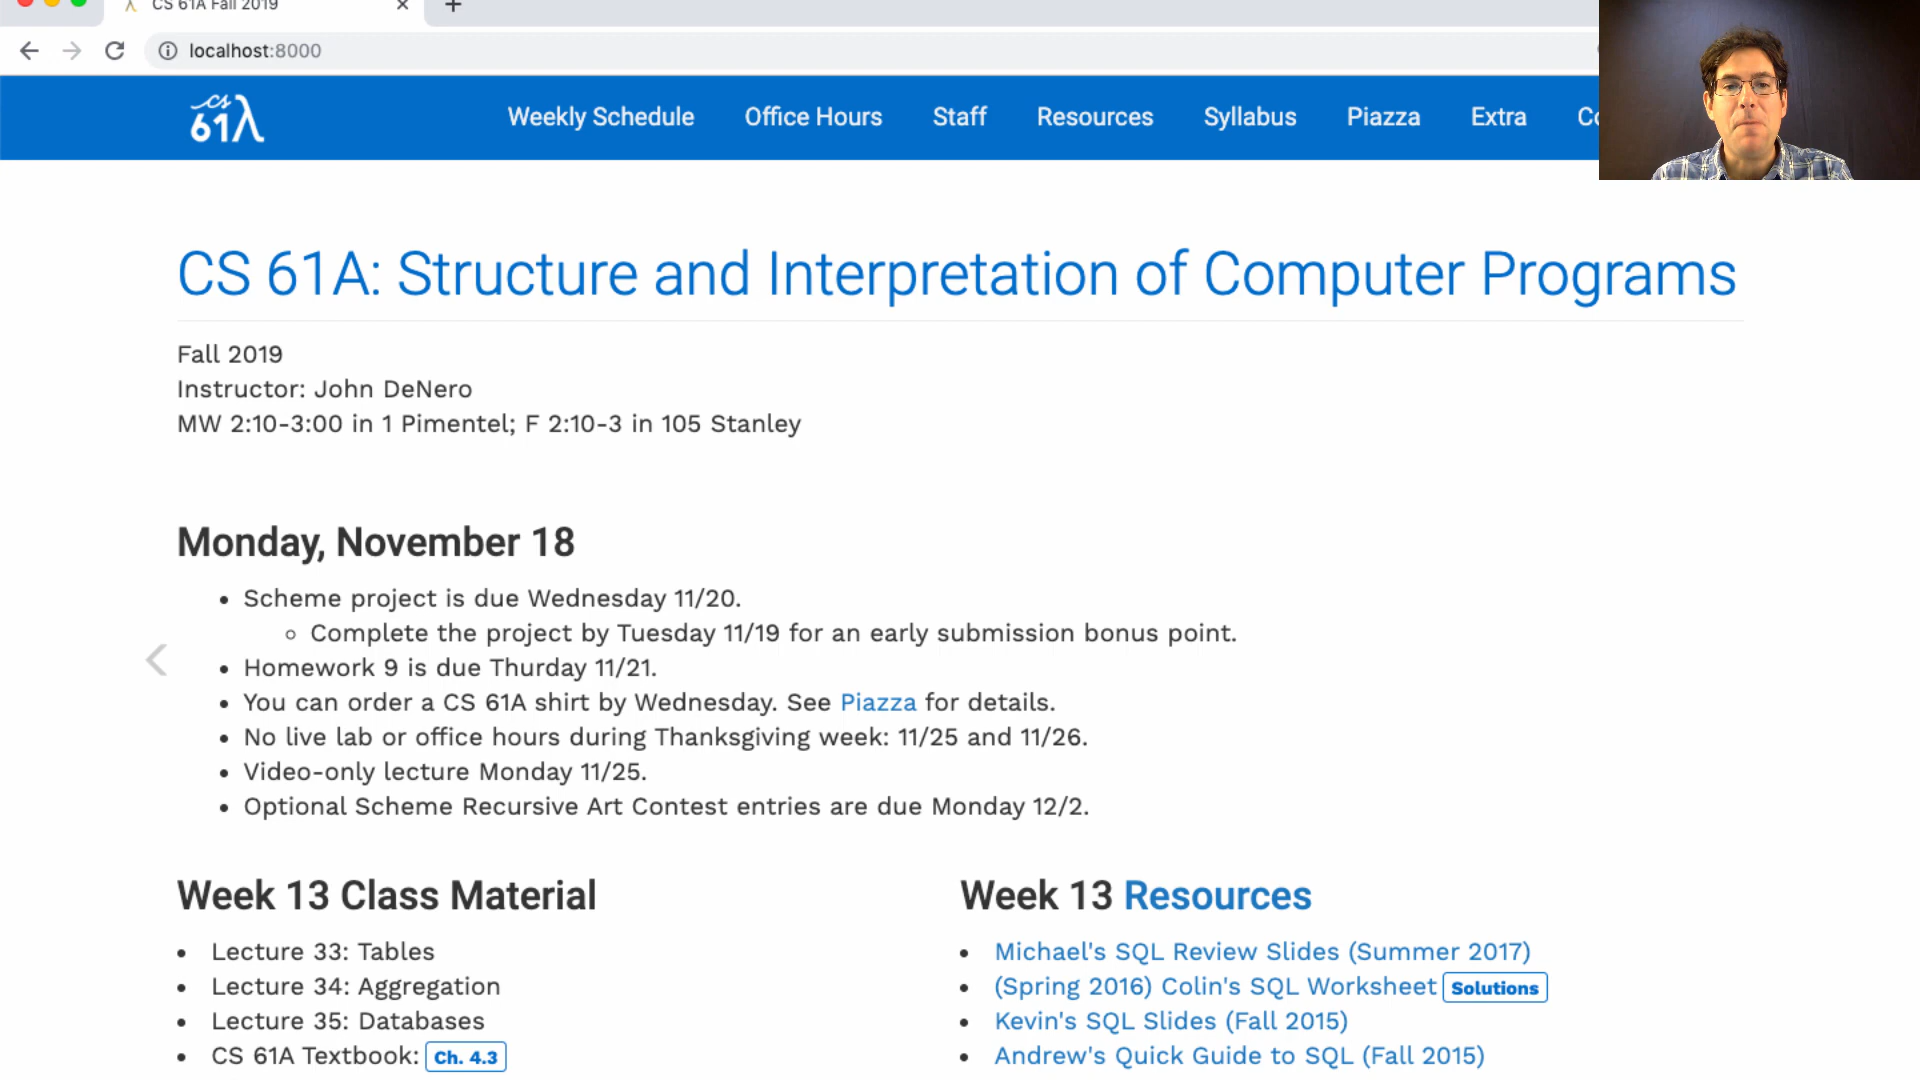 CS 61A Fall 2019
localhost:8000
cs 61λ
Weekly Schedule Office Hours Staff Resources Syllabus Piazza Extra
CS 61A: Structure and Interpretation of Computer Programs
Fall 2019
Instructor: John DeNero
MW 2:10-3:00 in 1 Pimentel; F 2:10-3 in 105 Stanley
Monday, November 18
Scheme project is due Wednesday 11/20.
Complete the project by Tuesday 11/19 for an early submission bonus point.
Homework 9 is due Thurday 11/21.
You can order a CS 61A shirt by Wednesday. See Piazza for details.
No live lab or office hours during Thanksgiving week: 11/25 and 11/26.
Video-only lecture Monday 11/25.
Optional Scheme Recursive Art Contest entries are due Monday 12/2.
Week 13 Class Material
Lecture 33: Tables
Lecture 34: Aggregation
Lecture 35: Databases
CS 61A Textbook: Ch. 4.3
Week 13 Resources
Michael's SQL Review Slides (Summer 2017)
(Spring 2016) Colin's SQL Worksheet Solutions
Kevin's SQL Slides (Fall 2015)
Andrew's Quick Guide to SQL (Fall 2015)